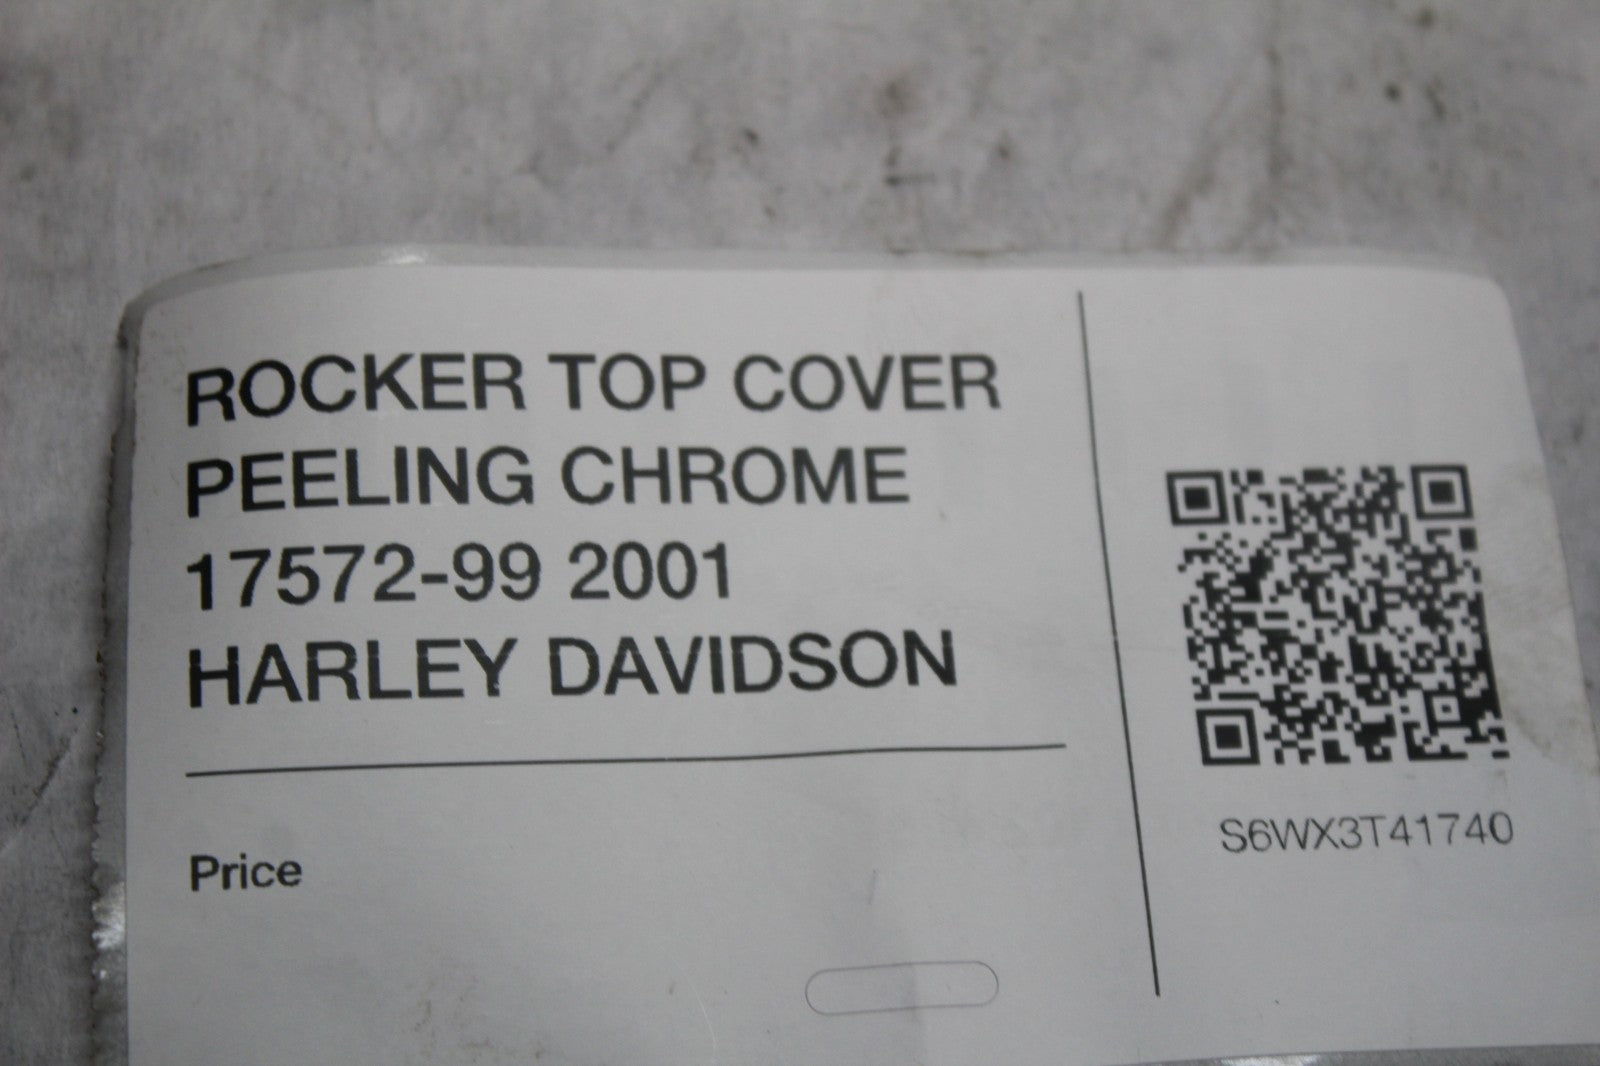 ROCKER TOP COVER
PEELING CHROME
17572-99 2001
HARLEY DAVIDSON
Price
S6WX3T41740